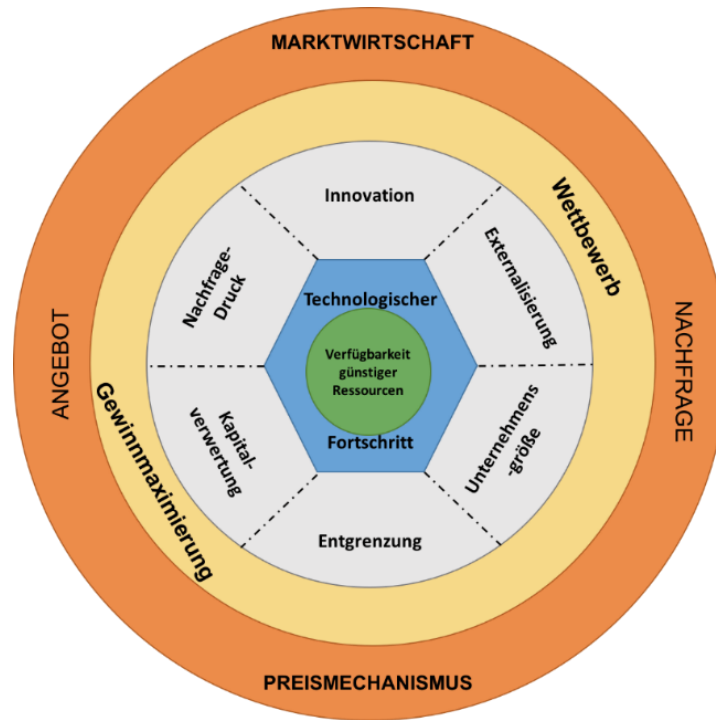 MARKTWIRTSCHAFT
Wettbewerb
Innovation
Nachfrage-
Druck
Externalisierung
Technologischer
ANGEBOT
NACHFRAGE
Verfügbarkeit
günstiger
Ressourcen
Gewinnmaximierung
Kapital-
verwertung
Fortschritt
Unternehmens
-größe
Entgrenzung
PREISMECHANISMUS